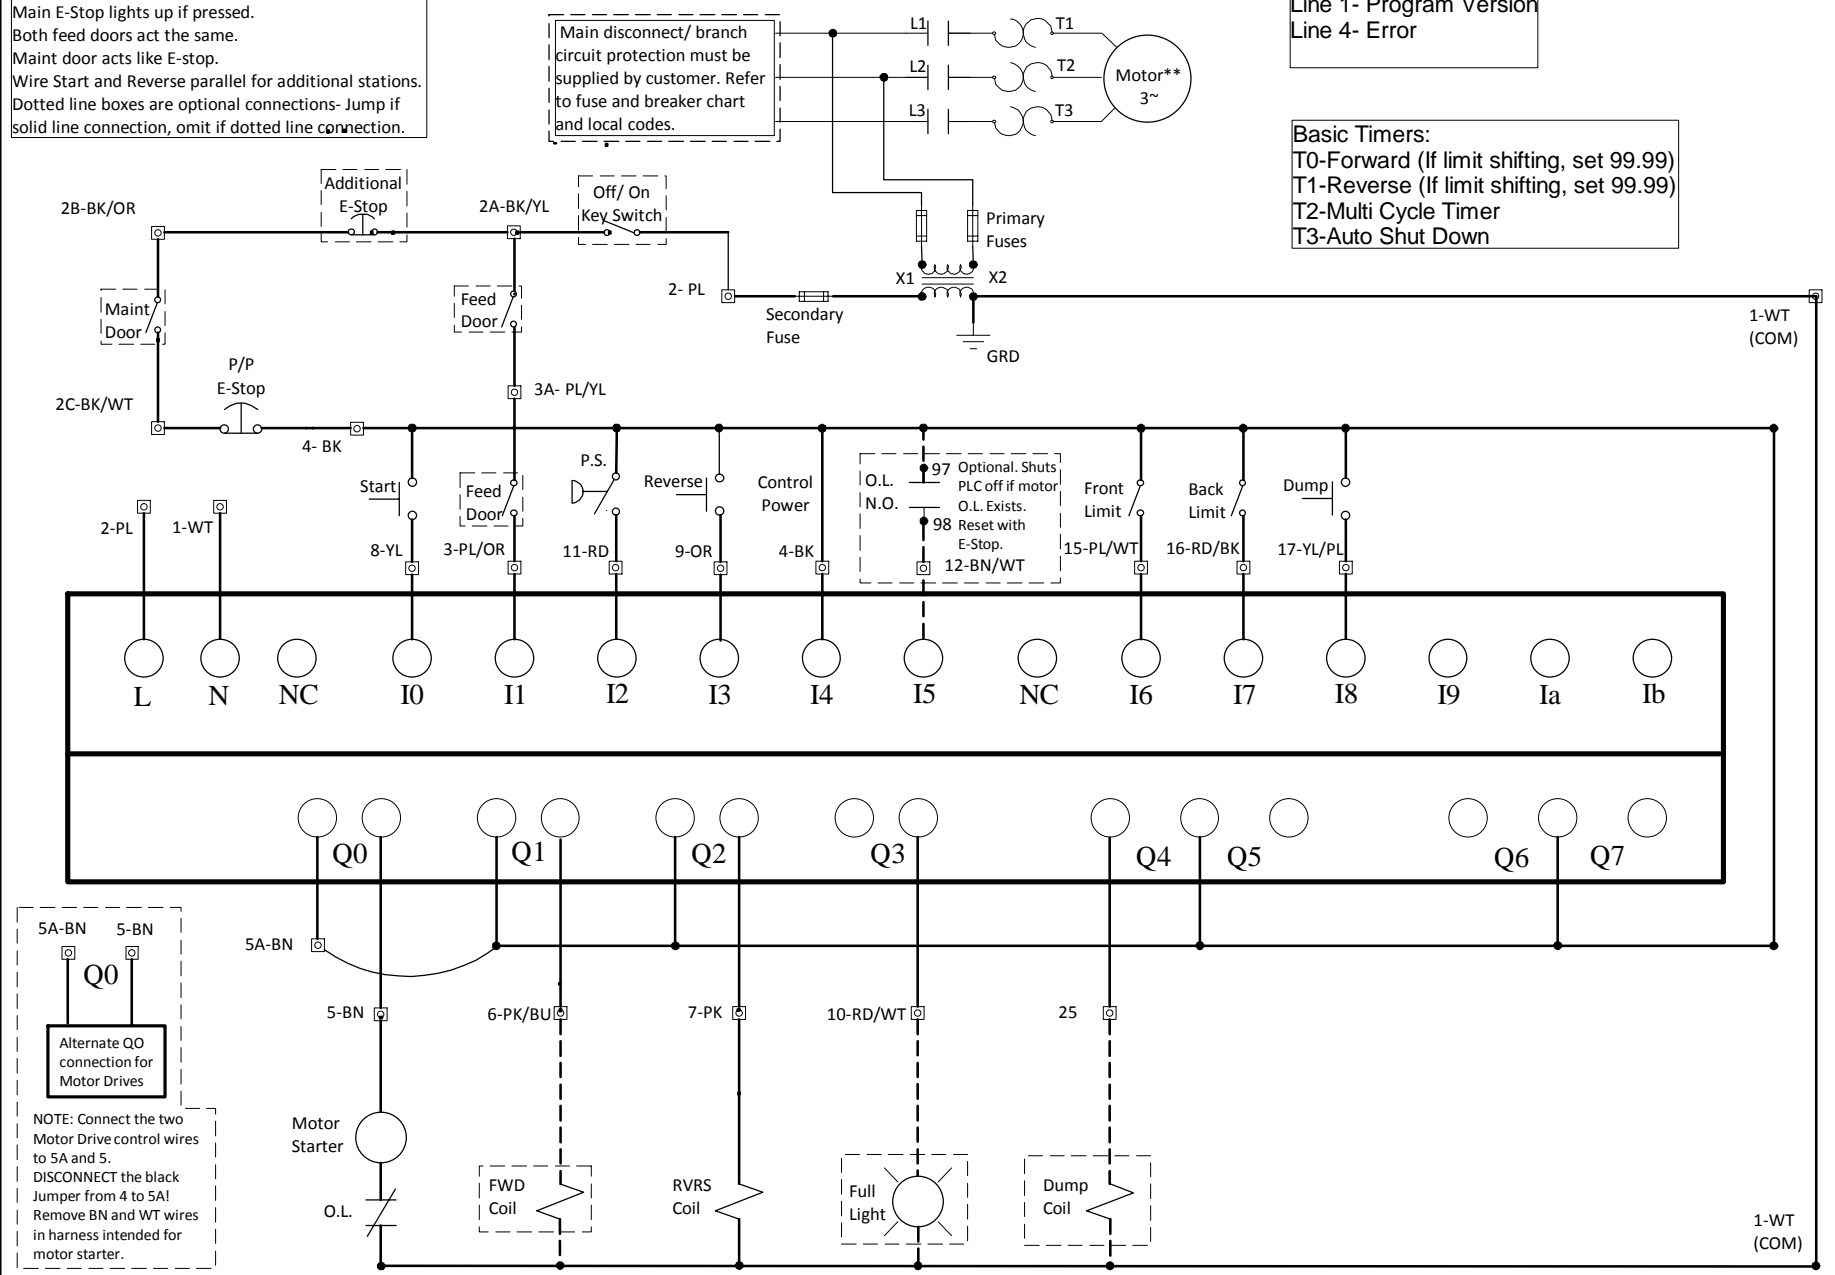 Main E-Stop lights up if pressed.
Both feed doors act the same.
Maint door acts like E-stop.
Wire Start and Reverse parallel for additional stations.
Dotted line boxes are optional connections- Jump if
solid line connection, omit if dotted line connection.
Main disconnect/ branch
circuit protection must be
supplied by customer. Refer
to fuse and breaker chart
and local codes.
L1
T1
L2
T2
L3
T3
Motor**
3~
Line 1- Program Version
Line 4- Error
Basic Timers:
T0-Forward (If limit shifting, set 99.99)
T1-Reverse (If limit shifting, set 99.99)
T2-Multi Cycle Timer
T3-Auto Shut Down
2B-BK/OR
Additional
E-Stop
2A-BK/YL
Off/ On
Key Switch
Primary
Fuses
X1
X2
2- PL
Secondary
Fuse
GRD
1-WT
(COM)
Maint
Door
Feed
Door
P/P
E-Stop
3A- PL/YL
2C-BK/WT
4- BK
2-PL
1-WT
Start
8-YL
Feed
Door
3-PL/OR
P.S.
11-RD
Reverse
9-OR
Control
Power
4-BK
O.L.
N.O.
97
98
Optional. Shuts
PLC off if motor
O.L. Exists.
Reset with
E-Stop.
12-BN/WT
Front
Limit
15-PL/WT
Back
Limit
16-RD/BK
Dump
17-YL/PL
L
N
NC
I0
I1
I2
I3
I4
I5
NC
I6
I7
I8
I9
Ia
Ib
Q0
Q1
Q2
Q3
Q4
Q5
Q6
Q7
5A-BN
5-BN
Q0
Alternate QO
connection for
Motor Drives
NOTE: Connect the two
Motor Drive control wires
to 5A and 5.
DISCONNECT the black
Jumper from 4 to 5A!
Remove BN and WT wires
in harness intended for
motor starter.
5A-BN
5-BN
6-PK/BU
7-PK
10-RD/WT
25
Motor
Starter
O.L.
FWD
Coil
RVRS
Coil
Full
Light
Dump
Coil
1-WT
(COM)